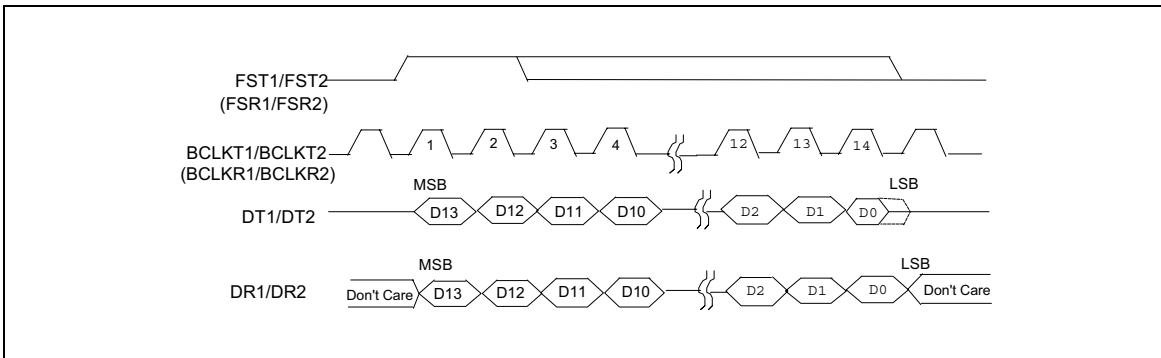 FST1/FST2
(FSR1/FSR2)
BCLKT1/BCLKT2
(BCLKR1/BCLKR2)
1 2 3 4 12 13 14
MSB LSB
DT1/DT2
D13 D12 D11 D10 D2 D1 D0
MSB LSB
DR1/DR2
Don't Care D13 D12 D11 D10 D2 D1 D0 Don't Care